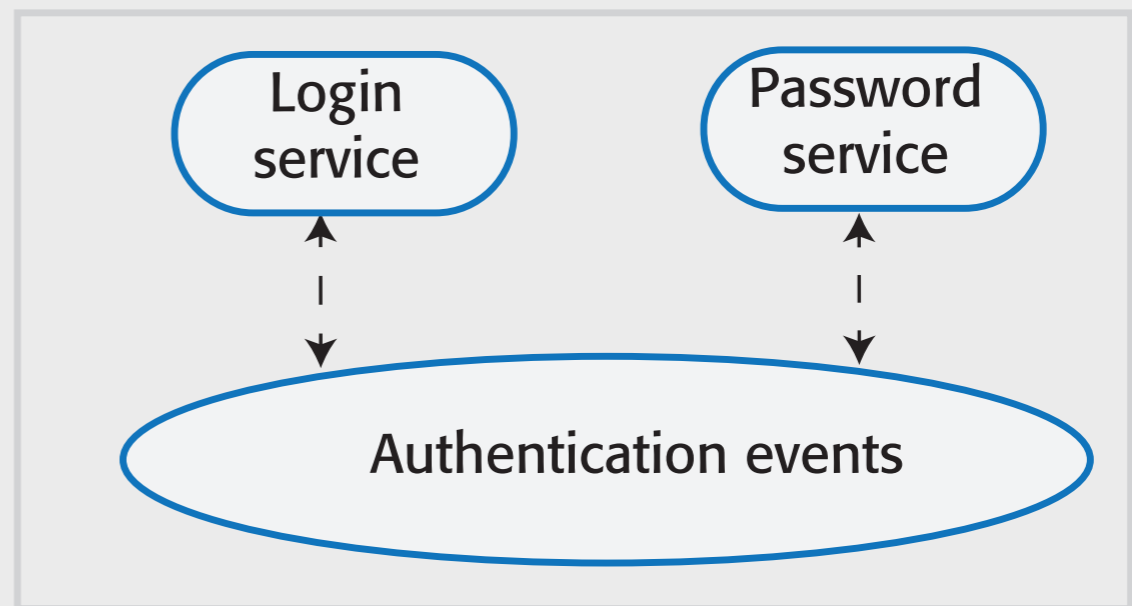 Login
service
Password
service
Authentication events